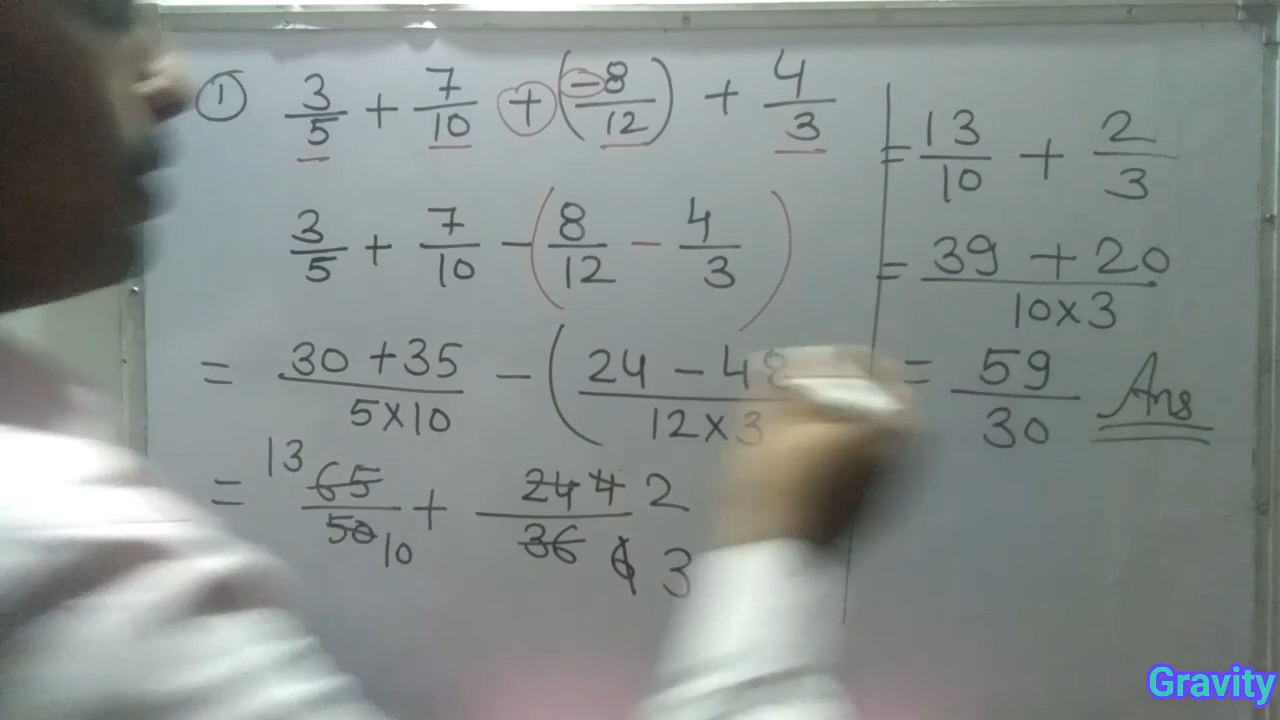 ① 3/5 + 7/10 + (-8/12) + 4/3
3/5 + 7/10 - (8/12 - 4/3)
= (30 + 35)/(5×10) - ((24 - 48)/(12×3)
= 13 65/50 10 + 24 4 2/36 6 3
= 13/10 + 2/3
= (39 + 20)/(10×3)
= 59/30 Ans
Gravity